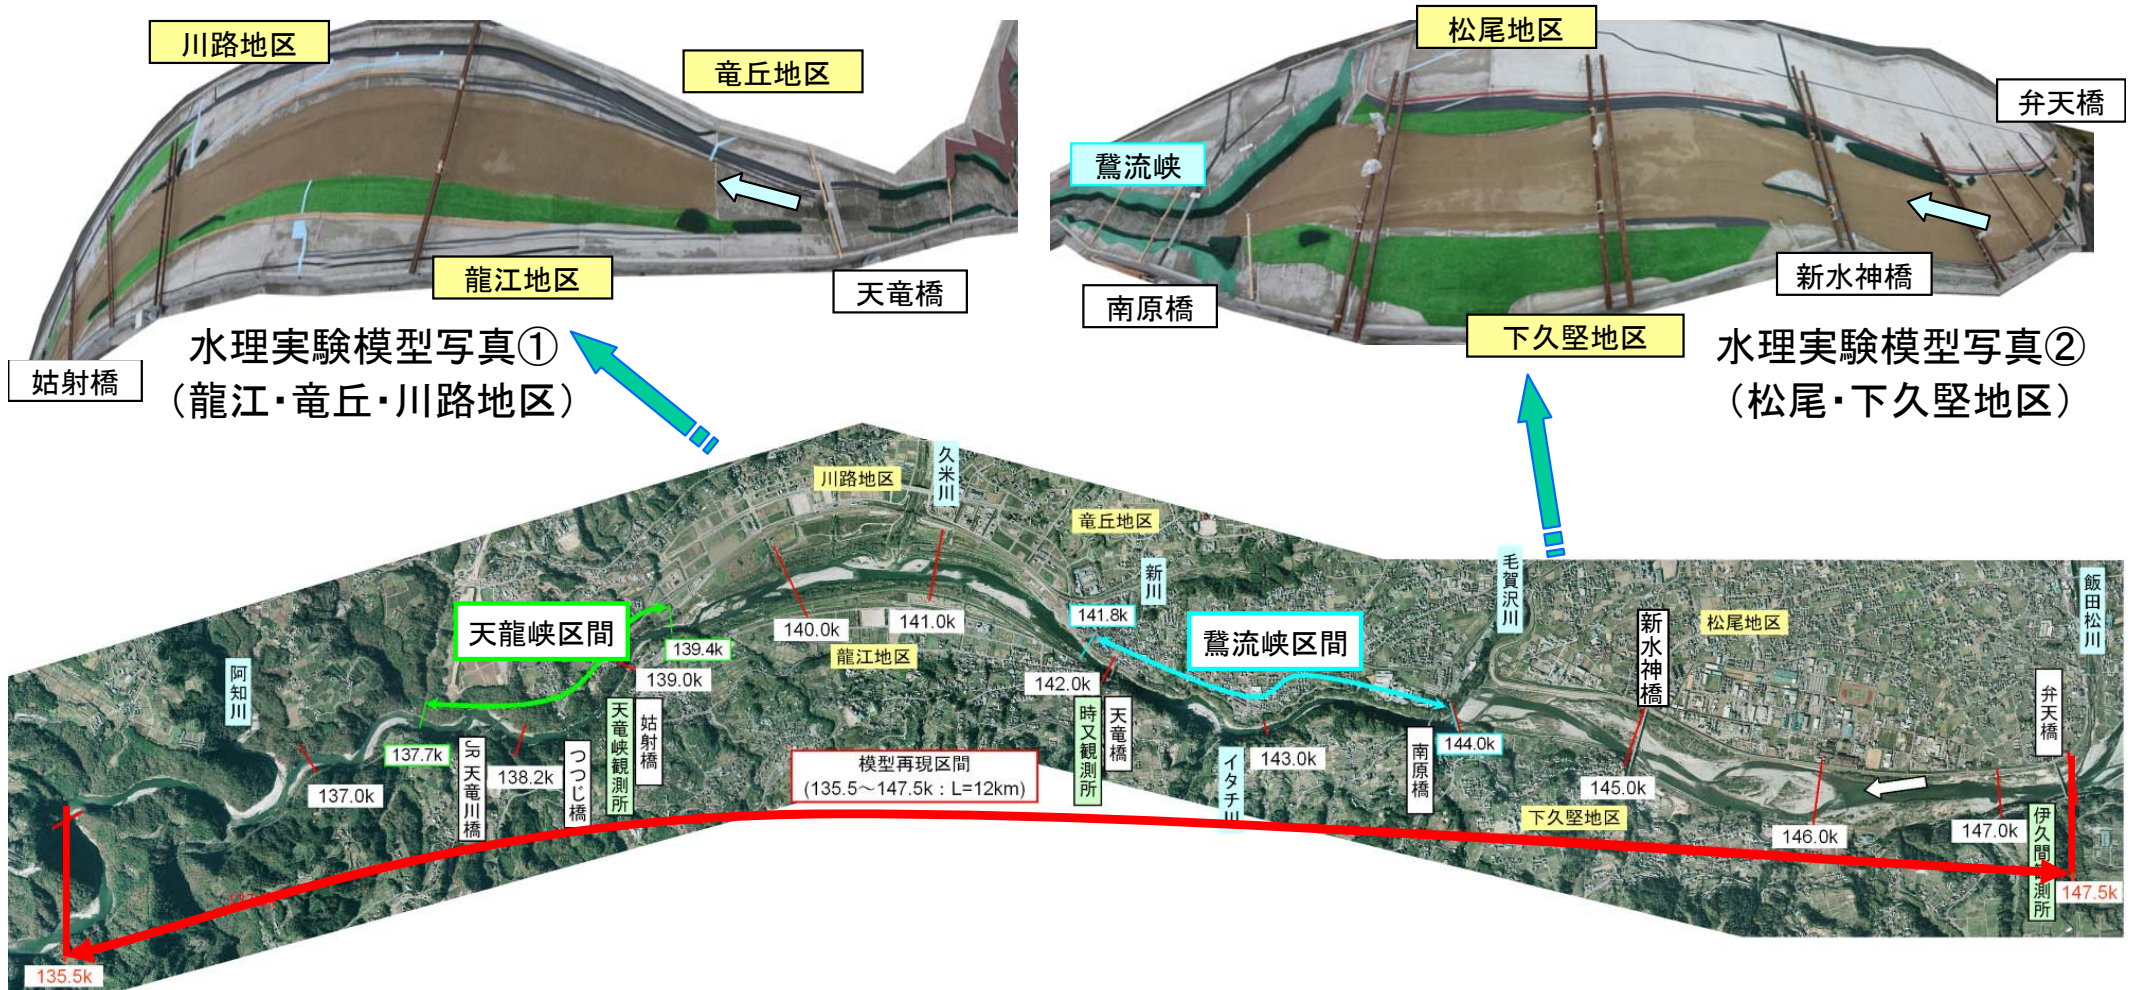 川路地区
竜丘地区
龍江地区
天竜橋
姑射橋
水理実験模型写真①
(龍江・竜丘・川路地区)
松尾地区
弁天橋
鵞流峡
南原橋
新水神橋
下久堅地区
水理実験模型写真②
(松尾・下久堅地区)
川路地区
久米川
竜丘地区
新川
毛賀沢川
飯田松川
天龍峡区間
139.4k
140.0k
141.0k
141.8k
鵞流峡区間
新水神橋
松尾地区
龍江地区
阿知川
139.0k
142.0k
弁天橋
137.7k
137.0k
JR天竜川橋
138.2k
つつじ橋
天竜峡観測所
姑射橋
模型再現区間
(135.5～147.5k：L=12km)
時又観測所
天竜橋
イタチ川
143.0k
南原橋
144.0k
145.0k
下久堅地区
146.0k
147.0k
147.5k
135.5k